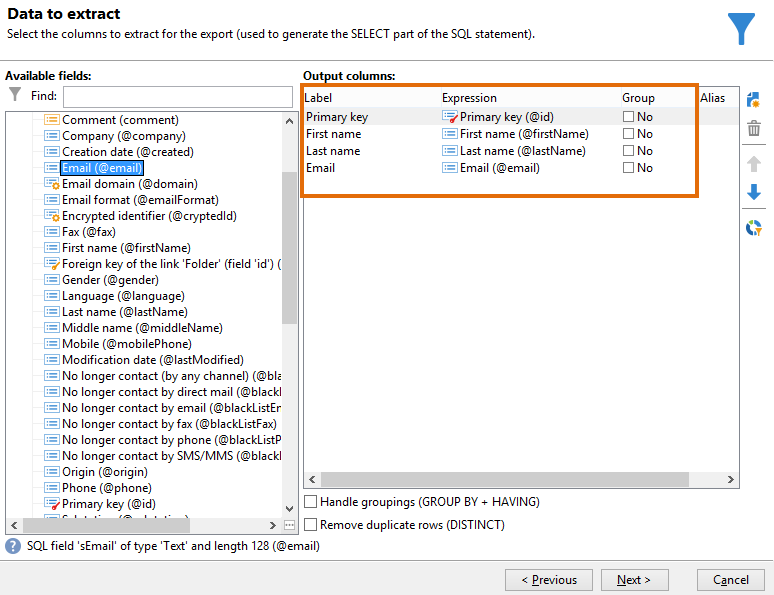 Data to extract
Select the columns to extract for the export (used to generate the SELECT part of the SQL statement).
Available fields:
Find:
Comment (comment)
Company (@company)
Creation date (@created)
Email (@email)
Email domain (@domain)
Email format (@emailFormat)
Encrypted identifier (@cryptedId)
Fax (@fax)
First name (@firstName)
Foreign key of the link 'Folder' (field 'id') (
Gender (@gender)
Language (@language)
Last name (@lastName)
Middle name (@middleName)
Mobile (@mobilePhone)
Modification date (@lastModified)
No longer contact (by any channel) (@bla
No longer contact by direct mail (@blackl
No longer contact by email (@blackListEm
No longer contact by fax (@blackListFax)
No longer contact by phone (@blackListP
No longer contact by SMS/MMS (@blackl
Origin (@origin)
Phone (@phone)
Primary key (@id)
Output columns:
Label Expression Group Alias
Primary key Primary key (@id) No
First name First name (@firstName) No
Last name Last name (@lastName) No
Email Email (@email) No
Handle groupings (GROUP BY + HAVING)
Remove duplicate rows (DISTINCT)
SQL field 'sEmail' of type 'Text' and length 128 (@email)
< Previous Next > Cancel